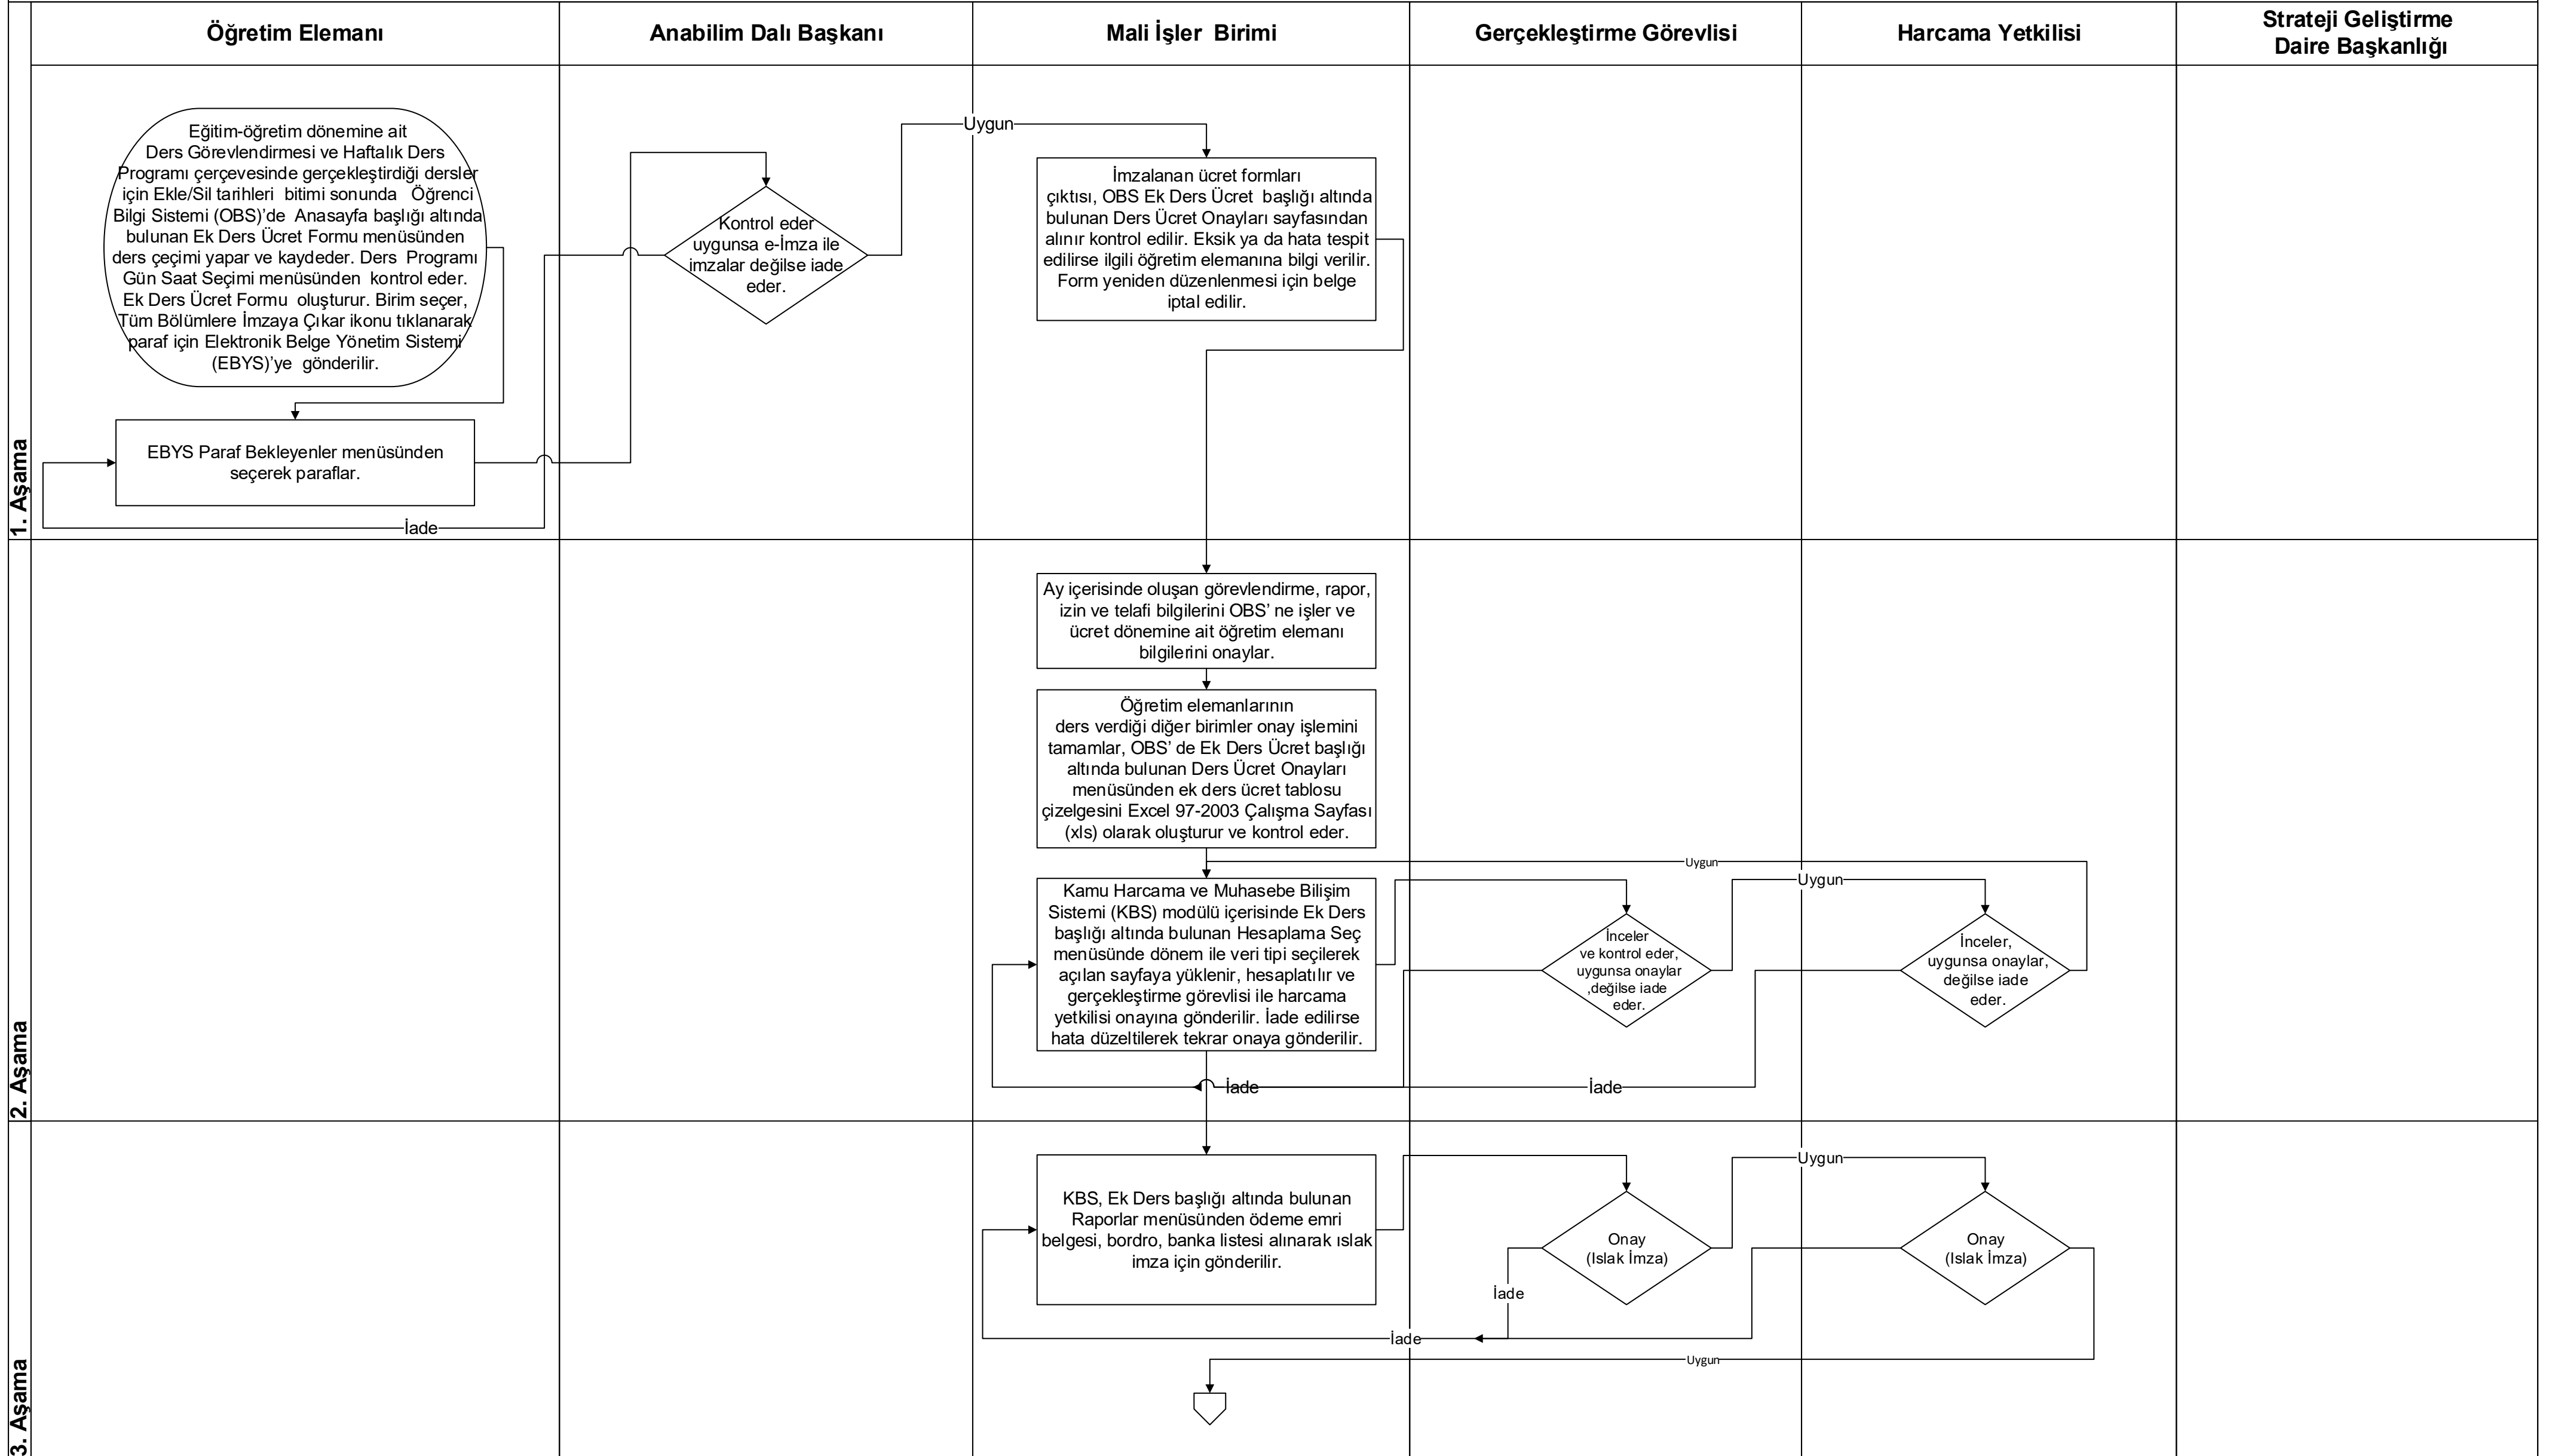 Öğretim Elemanı
Anabilim Dalı Başkanı
Mali İşler  Birimi
Gerçekleştirme Görevlisi
Harcama Yetkilisi
Strateji Geliştirme
Daire Başkanlığı
1. Aşama
Eğitim-öğretim dönemine ait
Ders Görevlendirmesi ve Haftalık Ders
Programı çerçevesinde gerçekleştirdiği dersler
için Ekle/Sil tarihleri  bitimi sonunda   Öğrenci
Bilgi Sistemi (OBS)’de  Anasayfa başlığı altında
bulunan Ek Ders Ücret Formu menüsünden
ders çeçimi yapar ve kaydeder. Ders  Programı
Gün Saat Seçimi menüsünden  kontrol eder.
Ek Ders Ücret Formu  oluşturur. Birim seçer,
Tüm Bölümlere İmzaya Çıkar ikonu tıklanarak
paraf için Elektronik Belge Yönetim Sistemi
(EBYS)’ye  gönderilir.
EBYS Paraf Bekleyenler menüsünden
seçerek paraflar.
İade
Kontrol eder
uygunsa e-İmza ile
imzalar değilse iade
eder.
Uygun
İmzalanan ücret formları
çıktısı, OBS Ek Ders Ücret  başlığı altında
bulunan Ders Ücret Onayları sayfasından
alınır kontrol edilir. Eksik ya da hata tespit
edilirse ilgili öğretim elemanına bilgi verilir.
Form yeniden düzenlenmesi için belge
iptal edilir.
2. Aşama
Ay içerisinde oluşan görevlendirme, rapor,
izin ve telafi bilgilerini OBS’ ne işler ve
ücret dönemine ait öğretim elemanı
bilgilerini onaylar.
Öğretim elemanlarının
ders verdiği diğer birimler onay işlemini
tamamlar, OBS’ de Ek Ders Ücret başlığı
altında bulunan Ders Ücret Onayları
menüsünden ek ders ücret tablosu
çizelgesini Excel 97-2003 Çalışma Sayfası
(xls) olarak oluşturur ve kontrol eder.
Uygun
Kamu Harcama ve Muhasebe Bilişim
Sistemi (KBS) modülü içerisinde Ek Ders
başlığı altında bulunan Hesaplama Seç
menüsünde dönem ile veri tipi seçilerek
açılan sayfaya yüklenir, hesaplatılır ve
gerçekleştirme görevlisi ile harcama
yetkilisi onayına gönderilir. İade edilirse
hata düzeltilerek tekrar onaya gönderilir.
İnceler
ve kontrol eder,
uygunsa onaylar
,değilse iade
eder.
Uygun
İnceler,
uygunsa onaylar,
değilse iade
eder.
İade
İade
3. Aşama
KBS, Ek Ders başlığı altında bulunan
Raporlar menüsünden ödeme emri
belgesi, bordro, banka listesi alınarak ıslak
imza için gönderilir.
Onay
(Islak İmza)
Uygun
Onay
(Islak İmza)
İade
İade
Uygun